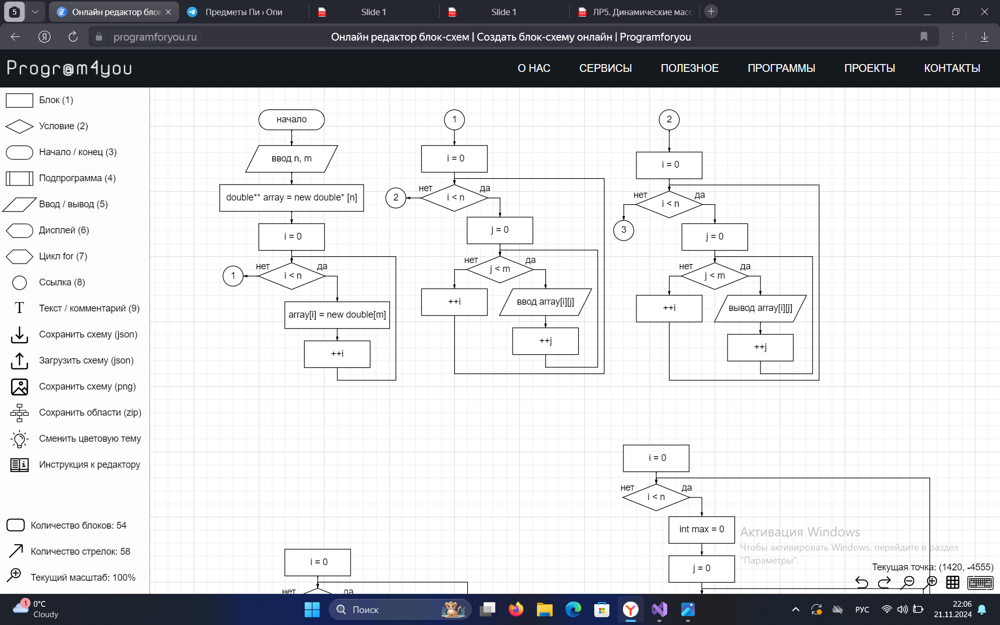 5
Онлайн редактор блок
Предметы Пи › Опи
Slide 1
Slide 1
ЛР5. Динамические масс
programforyou.ru
Онлайн редактор блок-схем | Создать блок-схему онлайн | Programforyou
Progr@m4you
О НАС
СЕРВИСЫ
ПОЛЕЗНОЕ
ПРОГРАММЫ
ПРОЕКТЫ
КОНТАКТЫ
Блок (1)
Условие (2)
Начало / конец (3)
Подпрограмма (4)
Ввод / вывод (5)
Дисплей (6)
Цикл for (7)
Ссылка (8)
Текст / комментарий (9)
Сохранить схему (json)
Загрузить схему (json)
Сохранить схему (png)
Сохранить области (zip)
Сменить цветовую тему
Инструкция к редактору
Количество блоков: 54
Количество стрелок: 58
Текущий масштаб: 100%
начало
ввод n, m
double** array = new double* [n]
i = 0
нет
да
i < n
1
array[i] = new double[m]
++i
1
i = 0
нет
да
i < n
2
j = 0
нет
да
j < m
++i
ввод array[i][j]
++j
2
i = 0
нет
да
i < n
3
j = 0
нет
да
j < m
++i
вывод array[i][j]
++j
i = 0
нет
да
i < n
int max = 0
j = 0
i = 0
нет
да
Активация Windows
Чтобы активировать Windows, перейдите в раздел
"Параметры".
Текущая точка: (1420, -4555)
1
0°C
Cloudy
Поиск
РУС
22:06
21.11.2024